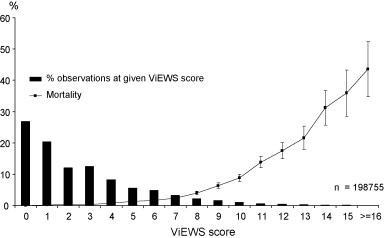 %
60
50
40
30
20
10
0
% observations at given ViEWS score
Mortality
n = 198755
0 1 2 3 4 5 6 7 8 9 10 11 12 13 14 15 >=16
ViEWS score